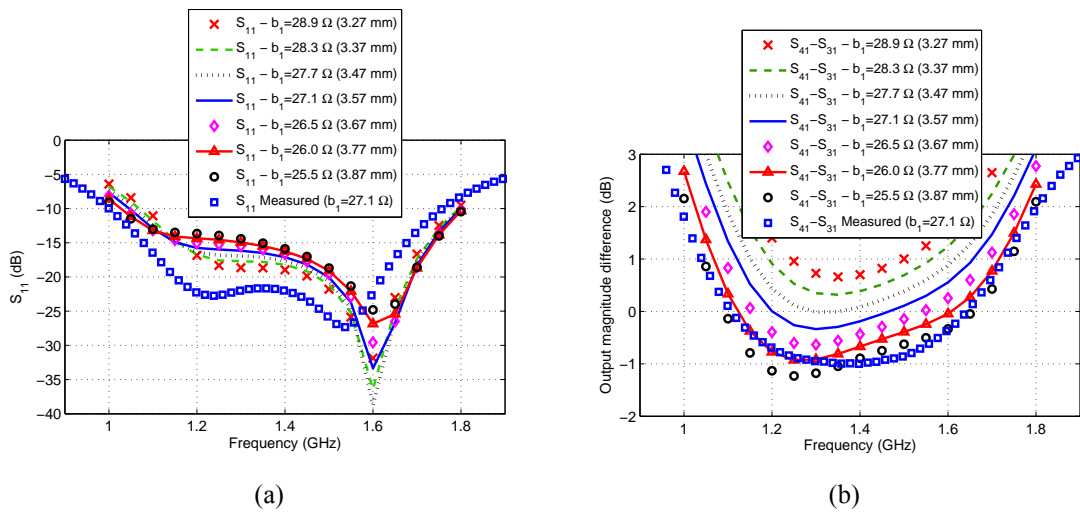 S11 − b1=28.9 Ω (3.27 mm)
S11 − b1=28.3 Ω (3.37 mm)
S11 − b1=27.7 Ω (3.47 mm)
S11 − b1=27.1 Ω (3.57 mm)
S11 − b1=26.5 Ω (3.67 mm)
S11 − b1=26.0 Ω (3.77 mm)
S11 − b1=25.5 Ω (3.87 mm)
S11 Measured (b1=27.1 Ω)
0
−5
−10
−15
−20
−25
−30
−35
−40
S11 (dB)
1
1.2
1.4
1.6
1.8
Frequency (GHz)
(a)
S41−S31 − b1=28.9 Ω (3.27 mm)
S41−S31 − b1=28.3 Ω (3.37 mm)
S41−S31 − b1=27.7 Ω (3.47 mm)
S41−S31 − b1=27.1 Ω (3.57 mm)
S41−S31 − b1=26.5 Ω (3.67 mm)
S41−S31 − b1=26.0 Ω (3.77 mm)
S41−S31 − b1=25.5 Ω (3.87 mm)
S41−S31 Measured (b1=27.1 Ω)
3
2
1
0
−1
−2
Output magnitude difference (dB)
1
1.2
1.4
1.6
1.8
Frequency (GHz)
(b)